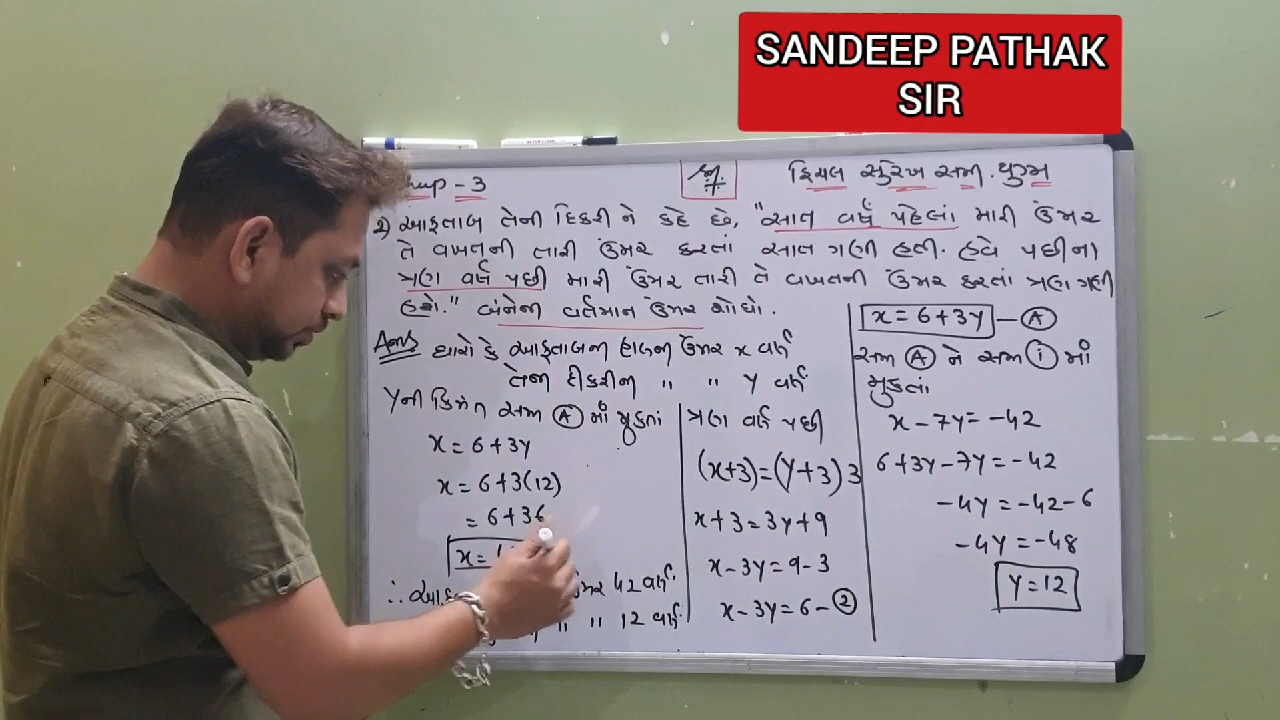 SANDEEP PATHAK
SIR
દ્વિચલ સુરેખ સમી. યુગ્મ
2) આફતાબ તેની દિકરી ને કહે છે, "સાત વર્ષ પહેલાં મારી ઉંમર
તે વખતની તારી ઉંમર કરતાં સાત ગણી હતી. હવે પછીના
ત્રણ વર્ષ પછી મારી ઉંમર તારી તે વખતની ઉંમર કરતાં ત્રણ ગણી
હશે." બંનેની વર્તમાન ઉંમર શોધો.
Ans ધારો કે આફતાબની હાલની ઉંમર x વર્ષ
તેની દીકરીની " " y વર્ષ
yની કિંમત સમી (A) માં મુકતાં
x = 6 + 3y
x = 6 + 3(12)
= 6 + 36
x =
42 વર્ષ
" " 12 વર્ષ
ત્રણ વર્ષ પછી
(x+3) = (y+3) 3
x + 3 = 3y + 9
x - 3y = 9 - 3
x - 3y = 6 - (2)
x = 6 + 3y — (A)
સમી (A) ને સમી (i) માં
મુકતાં
x - 7y = -42
6 + 3y - 7y = -42
-4y = -42 - 6
-4y = -48
y = 12